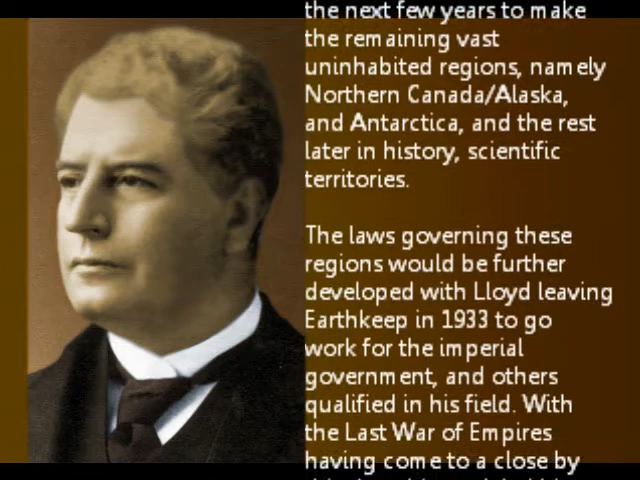 the next few years to make
the remaining vast
uninhabited regions, namely
Northern Canada/Alaska,
and Antarctica, and the rest
later in history, scientific
territories.
The laws governing these
regions would be further
developed with Lloyd leaving
Earthkeep in 1933 to go
work for the imperial
government, and others
qualified in his field. With
the Last War of Empires
having come to a close by